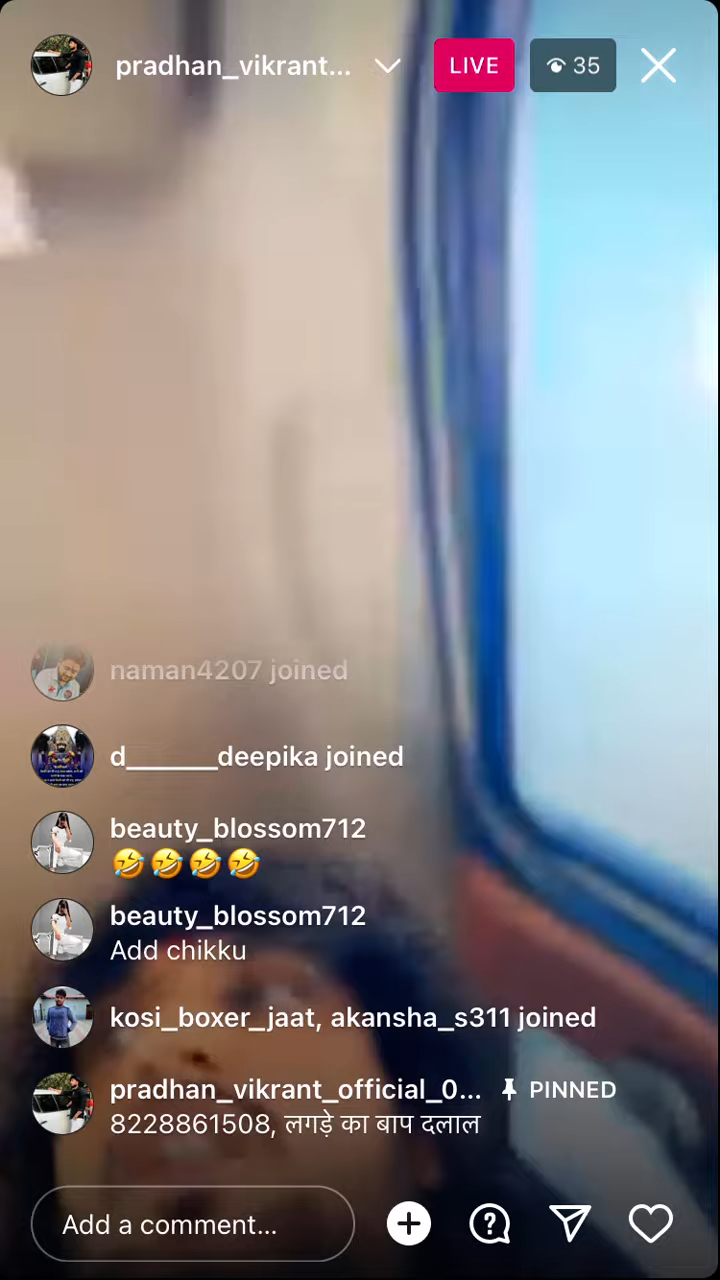 pradhan_vikrant...
LIVE
35
naman4207 joined
d_______deepika joined
beauty_blossom712
🤣🤣🤣🤣
beauty_blossom712
Add chikku
kosi_boxer_jaat, akansha_s311 joined
pradhan_vikrant_official_0... PINNED
8228861508, लगड़े का बाप दलाल
Add a comment...